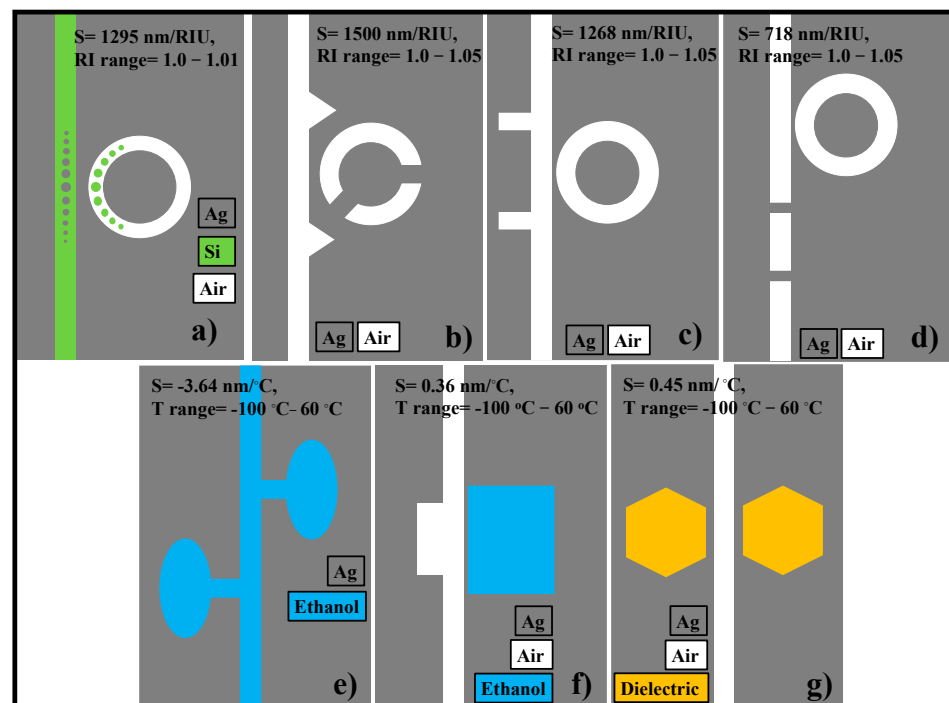 S= 1295 nm/RIU,
RI range= 1.0 – 1.01
Ag
Si
Air
a)
S= 1500 nm/RIU,
RI range= 1.0 – 1.05
Ag Air
b)
S= 1268 nm/RIU,
RI range= 1.0 – 1.05
Ag Air
c)
S= 718 nm/RIU,
RI range= 1.0 – 1.05
Ag Air
d)
S= -3.64 nm/°C,
T range= -100 °C– 60 °C
Ag
Ethanol
e)
S= 0.36 nm/°C,
T range= -100 °C – 60 °C
Ag
Air
Ethanol
f)
S= 0.45 nm/ °C,
T range= -100 °C – 60 °C
Ag
Air
Dielectric
g)